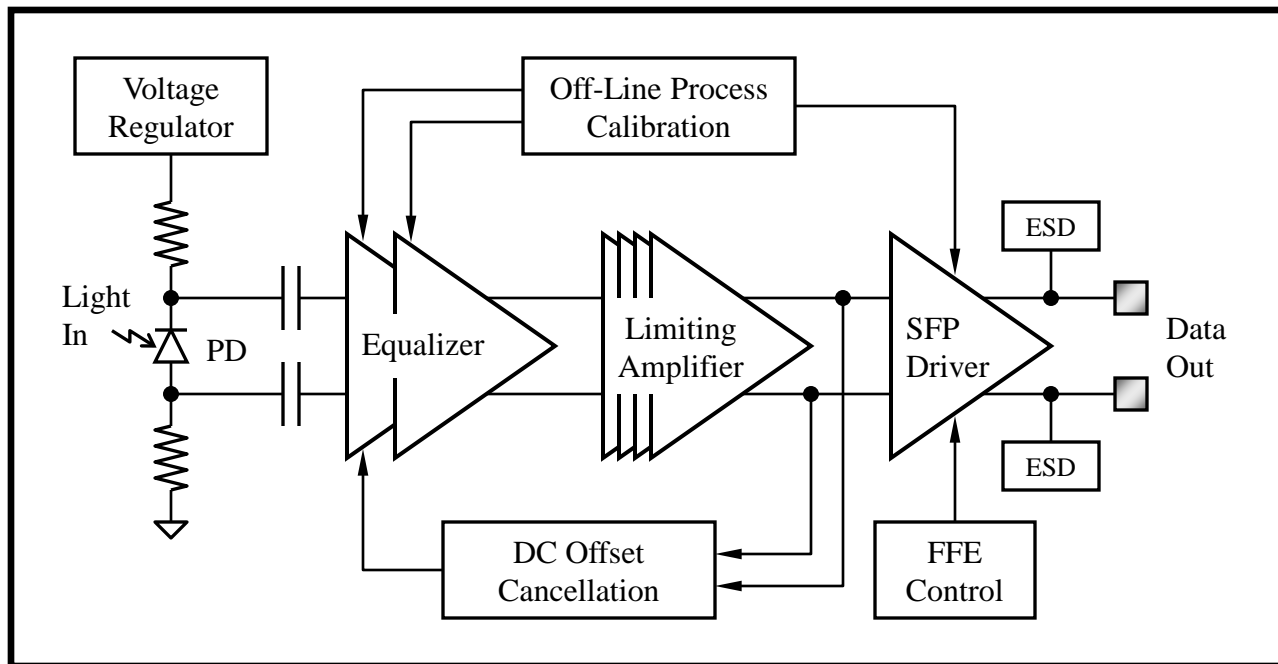 Voltage
Regulator
Off-Line Process
Calibration
ESD
Light
In
PD
Equalizer
Limiting
Amplifier
SFP
Driver
Data
Out
ESD
DC Offset
Cancellation
FFE
Control